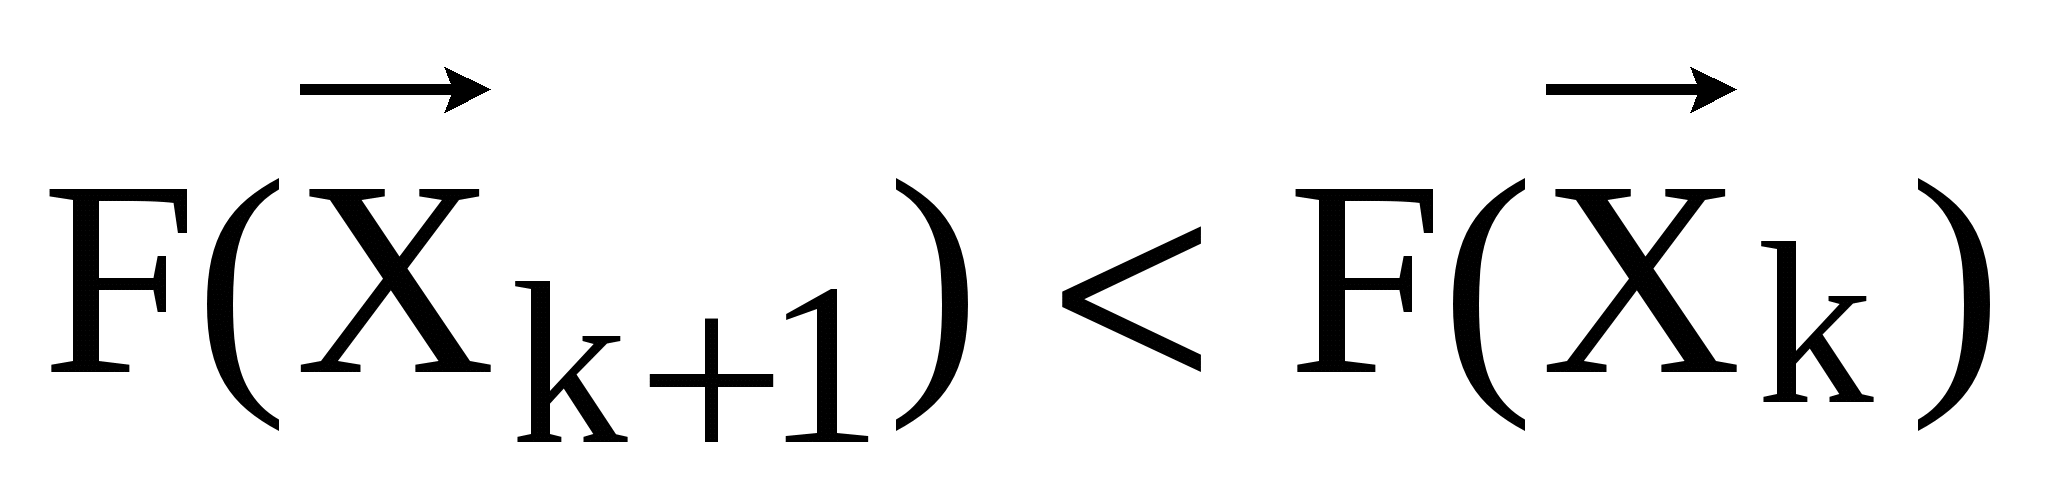 F(X⃗ₖ₊₁) < F(X⃗ₖ)